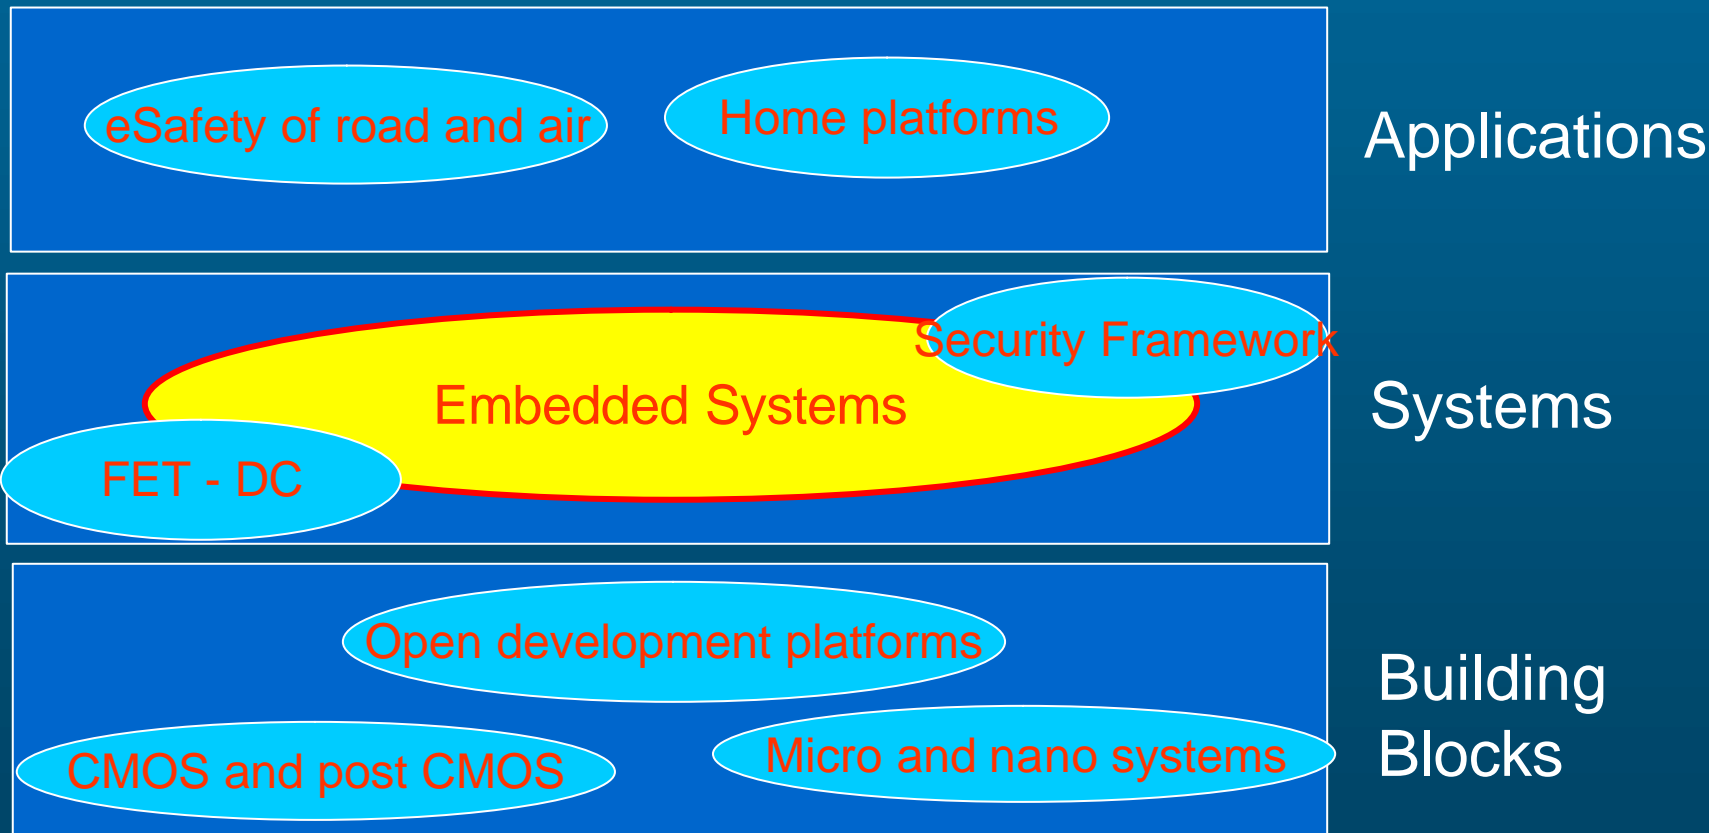 eSafety of road and air
Home platforms
Applications
Security Framework
Embedded Systems
Systems
FET - DC
Open development platforms
Building
Blocks
CMOS and post CMOS
Micro and nano systems